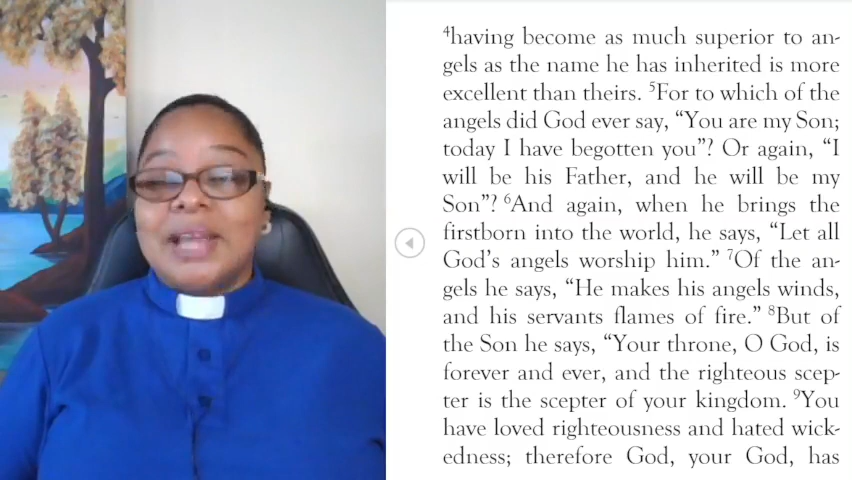 ⁴having become as much superior to an-
gels as the name he has inherited is more
excellent than theirs. ⁵For to which of the
angels did God ever say, “You are my Son;
today I have begotten you”? Or again, “I
will be his Father, and he will be my
Son”? ⁶And again, when he brings the
firstborn into the world, he says, “Let all
God’s angels worship him.” ⁷Of the an-
gels he says, “He makes his angels winds,
and his servants flames of fire.” ⁸But of
the Son he says, “Your throne, O God, is
forever and ever, and the righteous scep-
ter is the scepter of your kingdom. ⁹You
have loved righteousness and hated wick-
edness; therefore God, your God, has